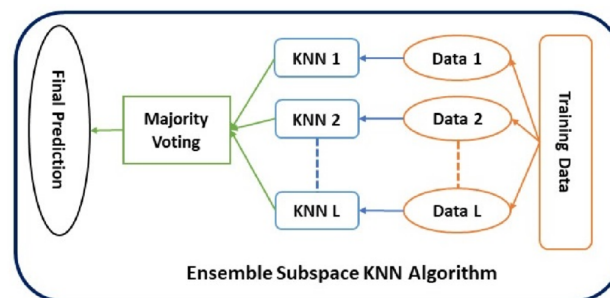 Final Prediction
Majority
Voting
KNN 1
KNN 2
KNN L
Data 1
Data 2
Data L
Training Data
Ensemble Subspace KNN Algorithm